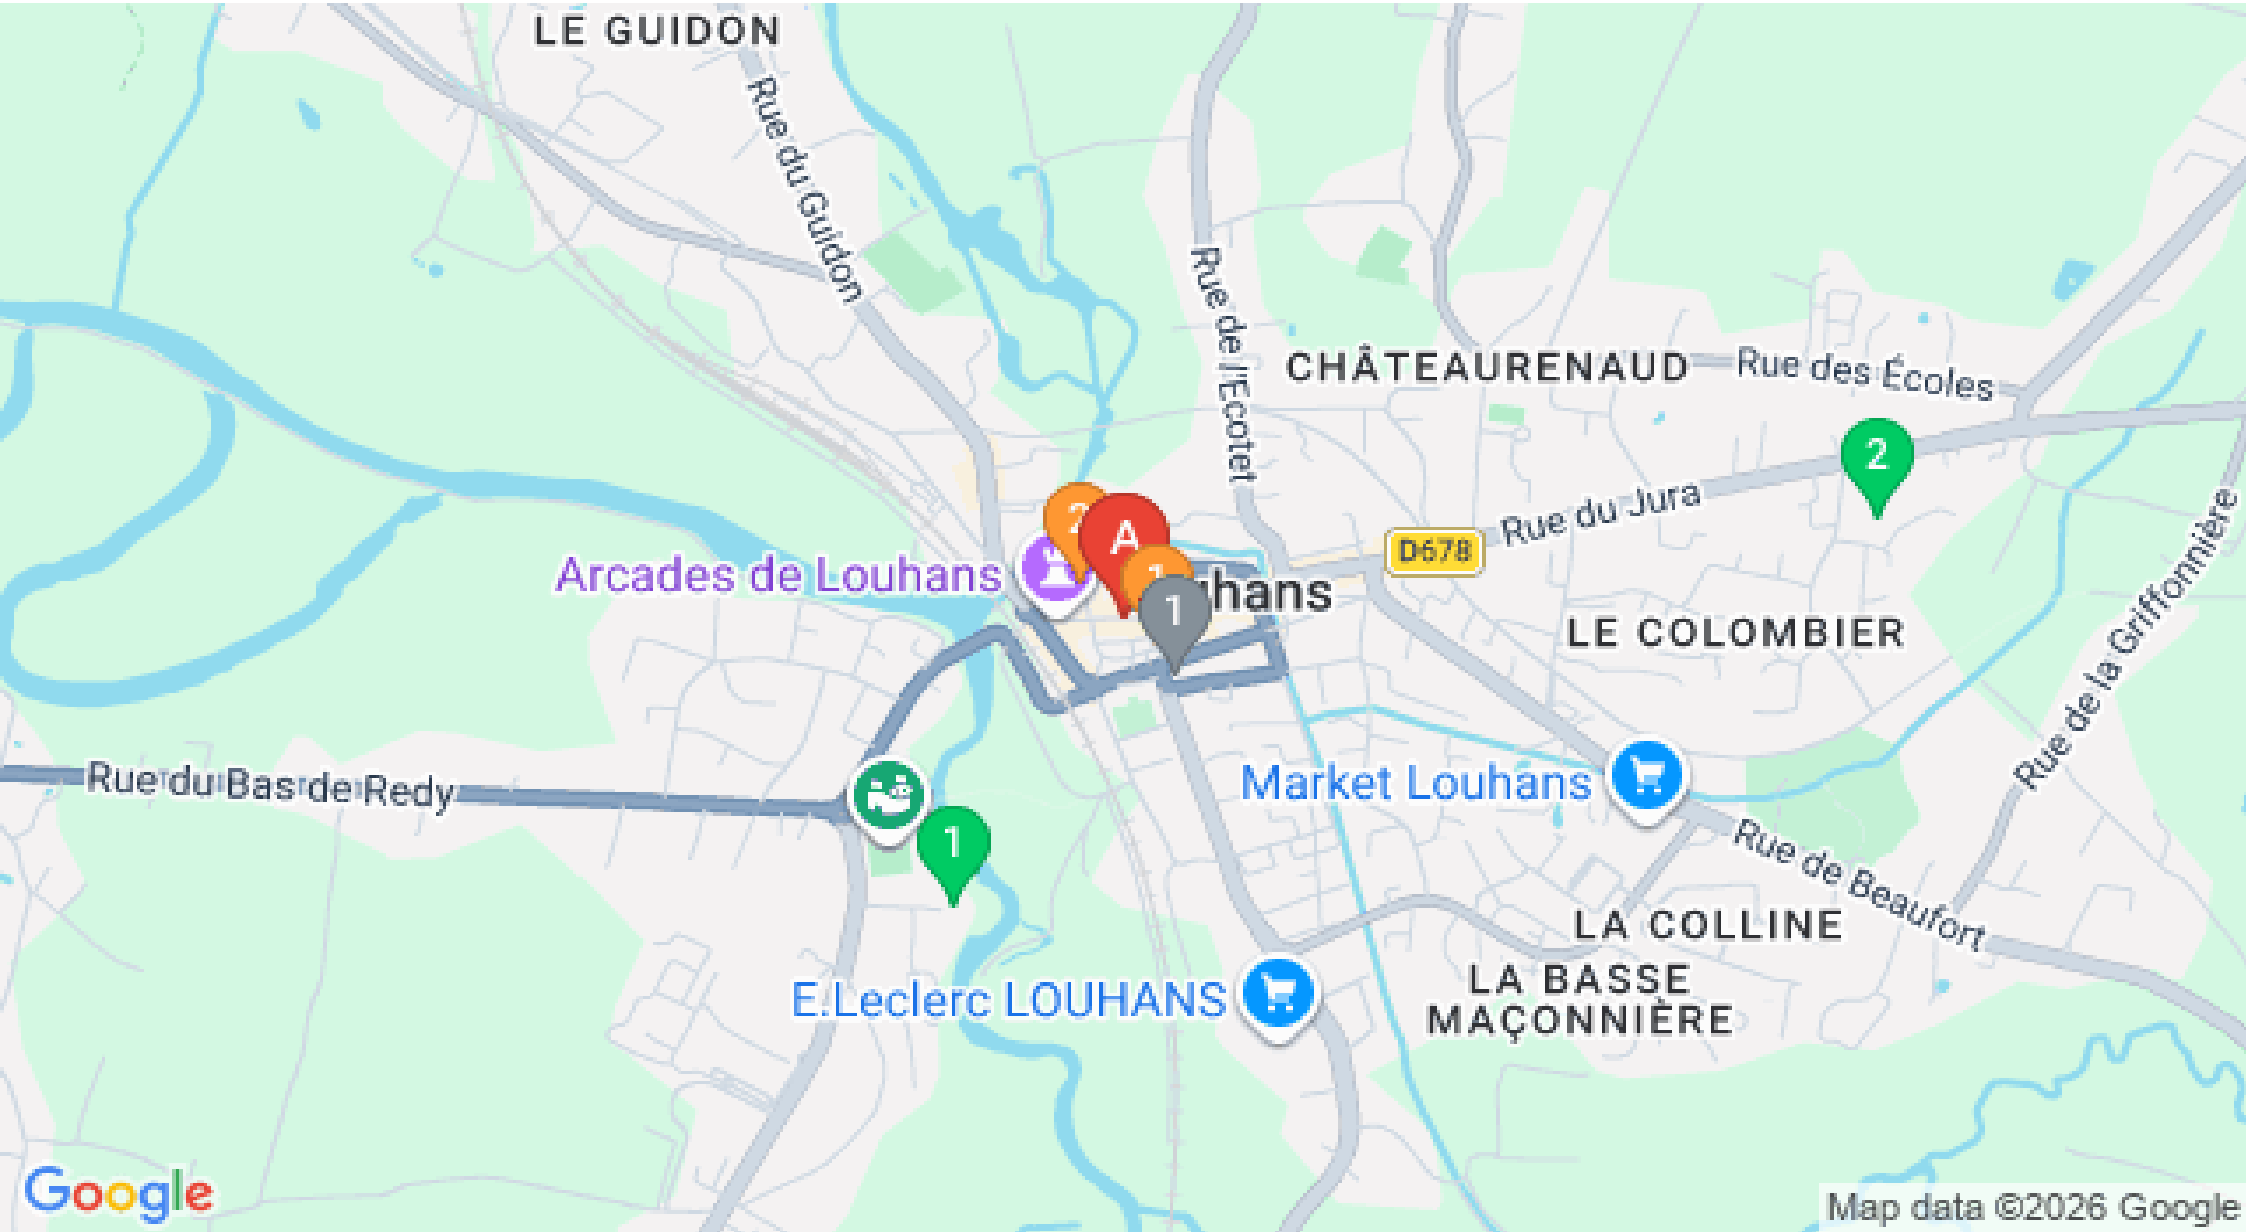 LE GUIDON
Rue du Guidon
Rue de l'Ecotet
CHÂTEAURENAUD
Rue des Écoles
2
Rue du Jura
D678
2
A
1
1
Arcades de Louhans
hans
LE COLOMBIER
Rue de la Griffonnière
Rue du Bas de Redy
Market Louhans
1
Rue de Beaufort
LA COLLINE
E.Leclerc LOUHANS
LA BASSE
MAÇONNIÈRE
Google
Map data ©2026 Google